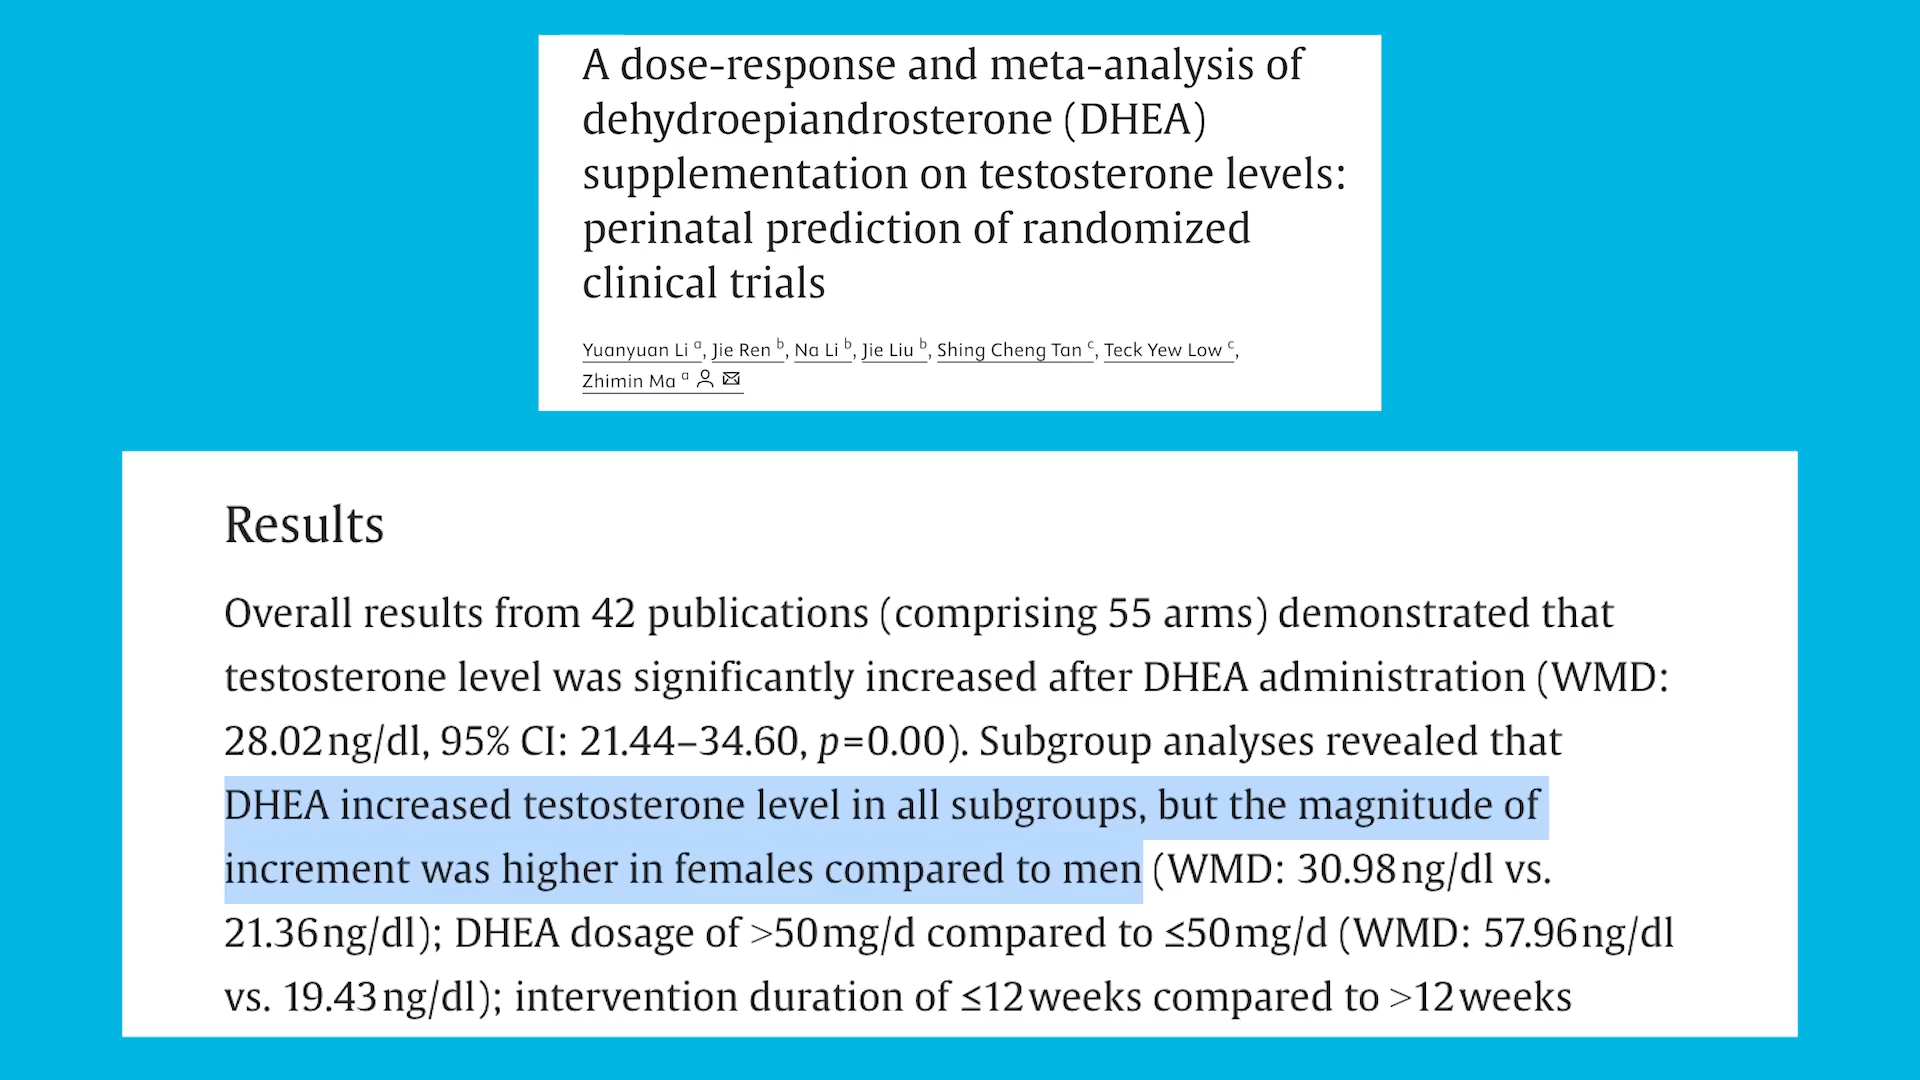 A dose-response and meta-analysis of
dehydroepiandrosterone (DHEA)
supplementation on testosterone levels:
perinatal prediction of randomized
clinical trials
Yuanyuan Li a, Jie Ren b, Na Li b, Jie Liu b, Shing Cheng Tan c, Teck Yew Low c,
Zhimin Ma a
Results
Overall results from 42 publications (comprising 55 arms) demonstrated that
testosterone level was significantly increased after DHEA administration (WMD:
28.02 ng/dl, 95% CI: 21.44–34.60, p=0.00). Subgroup analyses revealed that
DHEA increased testosterone level in all subgroups, but the magnitude of
increment was higher in females compared to men (WMD: 30.98 ng/dl vs.
21.36 ng/dl); DHEA dosage of >50 mg/d compared to ≤50 mg/d (WMD: 57.96 ng/dl
vs. 19.43 ng/dl); intervention duration of ≤12 weeks compared to >12 weeks